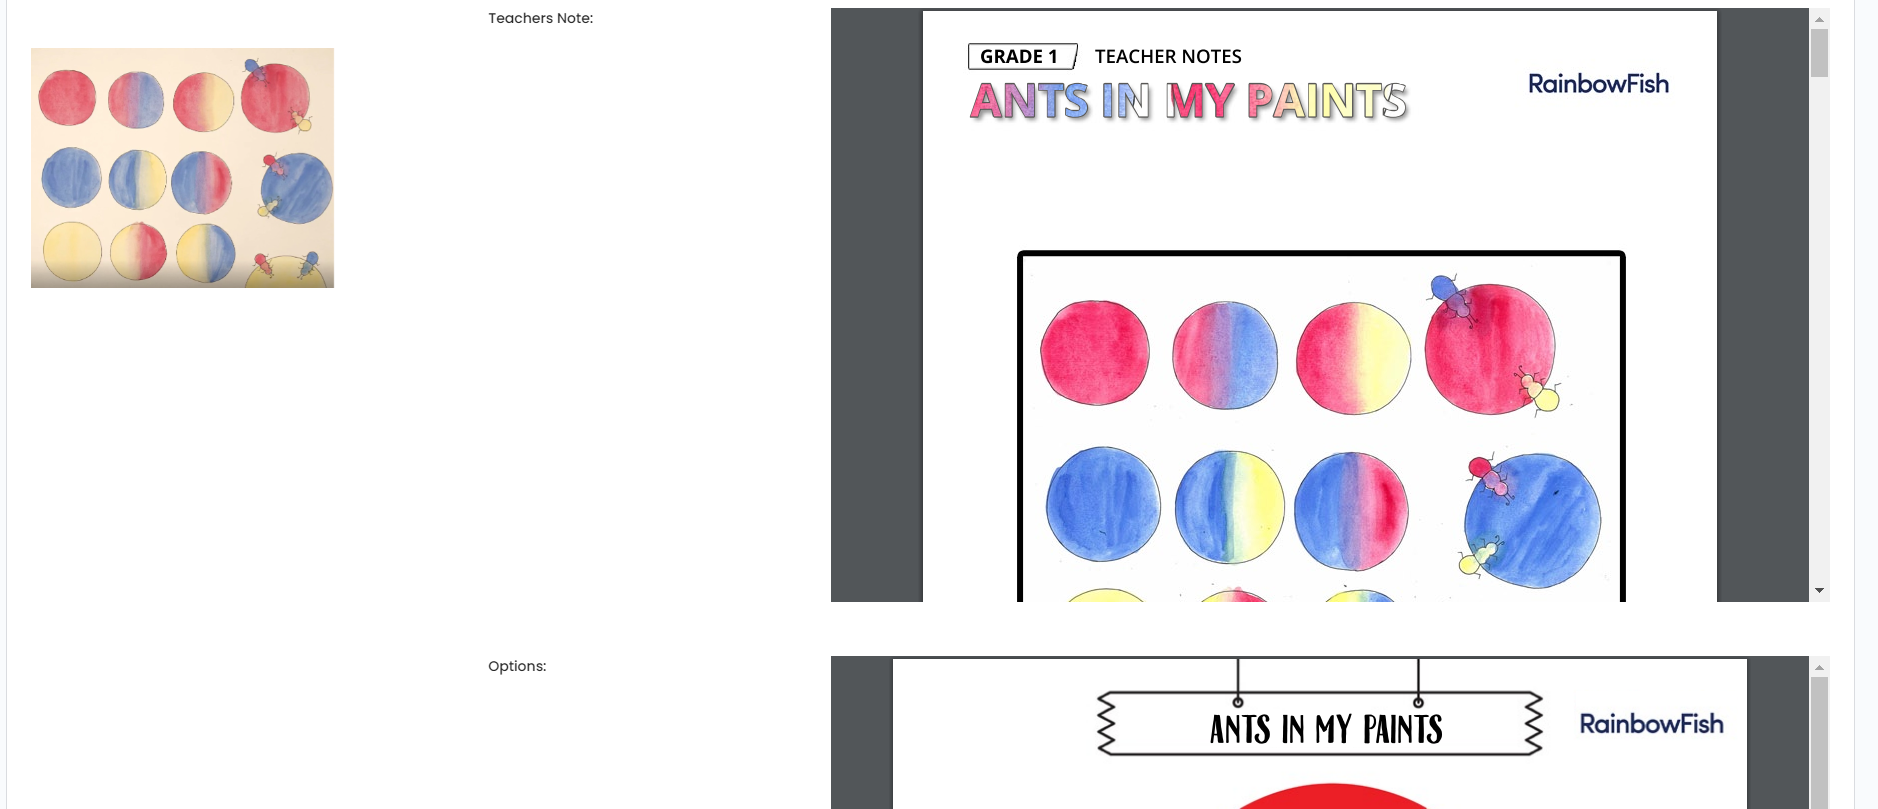 Teachers Note:
GRADE 1 TEACHER NOTES
ANTS IN MY PAINTS
RainbowFish
Options:
ANTS IN MY PAINTS
RainbowFish